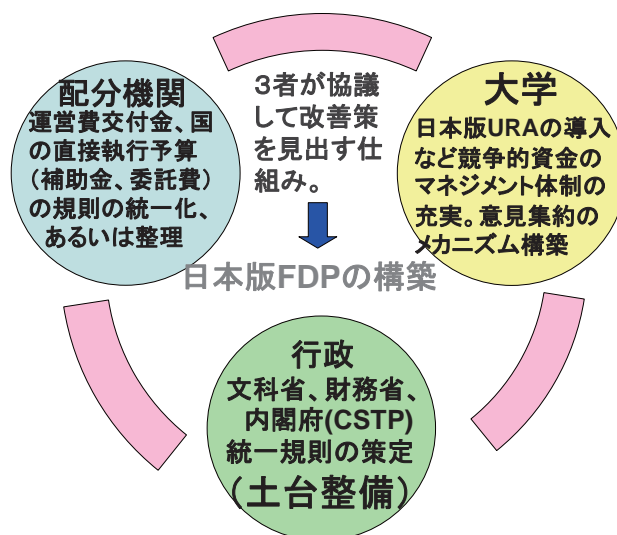 配分機関
運営費交付金、国
の直接執行予算
（補助金、委託費）
の規則の統一化、
あるいは整理
３者が協議
して改善策
を見出す仕
組み。
大学
日本版URAの導入
など競争的資金の
マネジメント体制の
充実。意見集約の
メカニズム構築
日本版FDPの構築
行政
文科省、財務省、
内閣府(CSTP)
統一規則の策定
（土台整備）